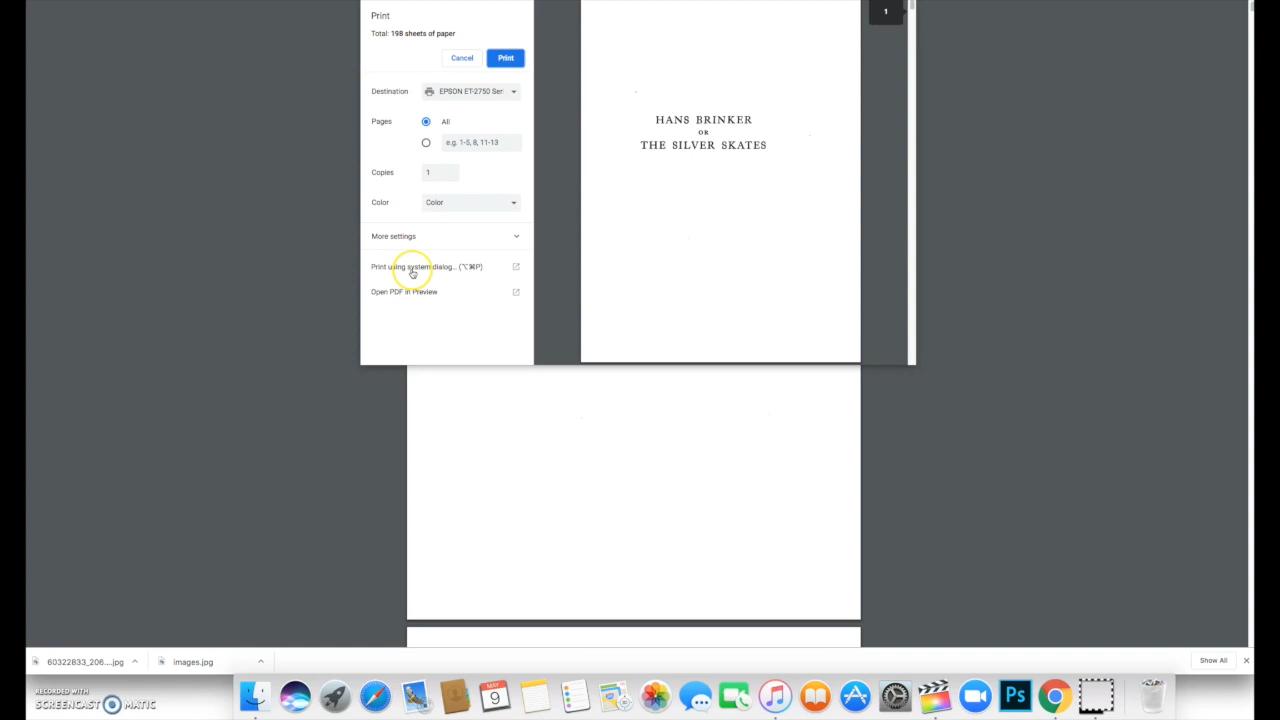 Print
Total: 198 sheets of paper
Cancel
Print
Destination
EPSON ET-2750 Ser
Pages
All
e.g. 1-5, 8, 11-13
Copies
1
Color
Color
More settings
Print using system dialog... (⌥⌘P)
Open PDF in Preview
1
HANS BRINKER
OR
THE SILVER SKATES
60322833_206....jpg
images.jpg
Show All
RECORDED WITH
SCREENCAST MATIC
MAY
9
Ps